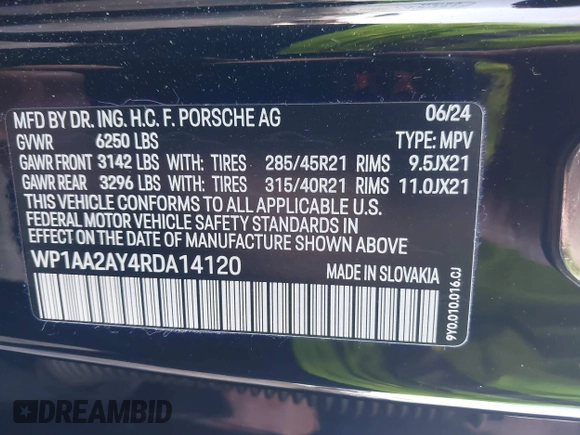 MFD BY DR. ING. H.C. F. PORSCHE AG 06/24
GVWR 6250 LBS TYPE: MPV
GAWR FRONT 3142 LBS WITH: TIRES 285/45R21 RIMS 9.5JX21
GAWR REAR 3296 LBS WITH: TIRES 315/40R21 RIMS 11.0JX21
THIS VEHICLE CONFORMS TO ALL APPLICABLE U.S.
FEDERAL MOTOR VEHICLE SAFETY STANDARDS IN
EFFECT ON THE DATE OF MANUFACTURE SHOWN ABOVE.
WP1AA2AY4RDA14120 MADE IN SLOVAKIA
9Y0.010.016.CJ
DREAMBID